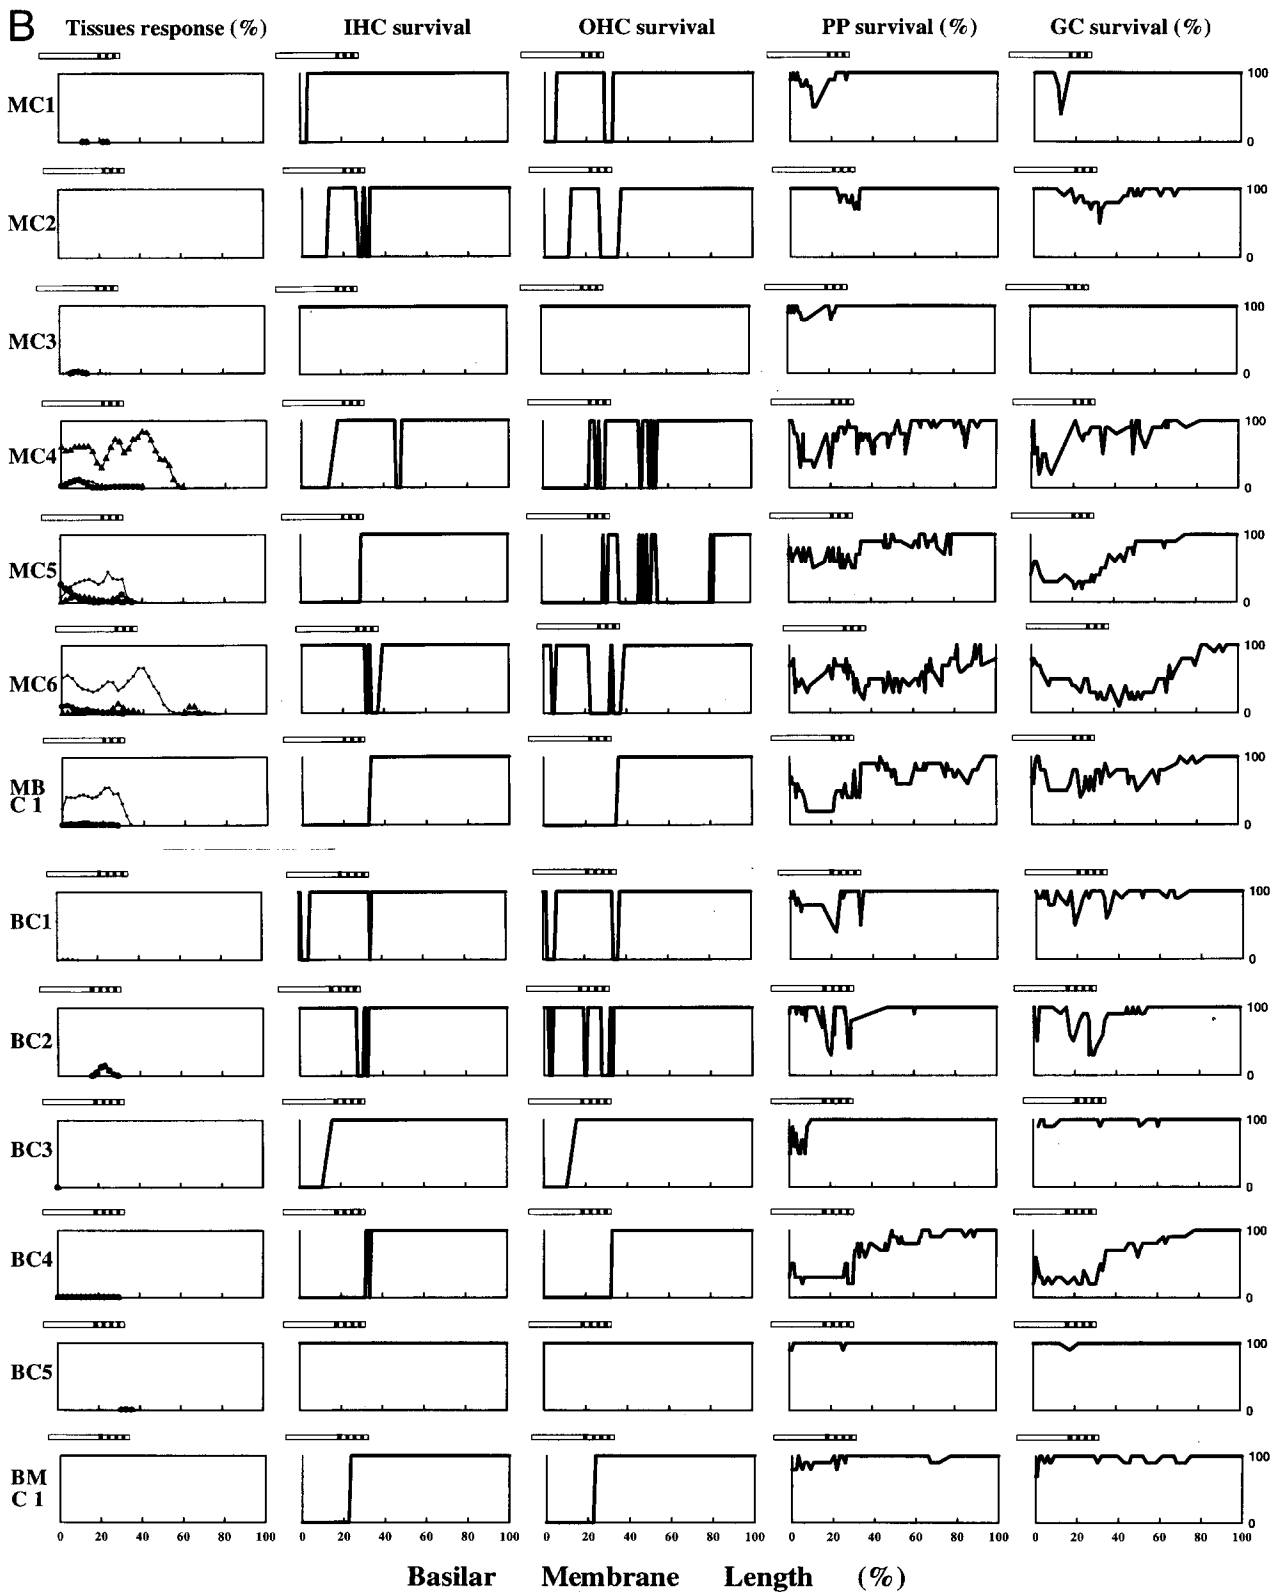 B
Tissues response (%) IHC survival OHC survival PP survival (%) GC survival (%)
MC1 100
0
MC2 100
0
MC3 100
0
MC4 100
0
MC5 100
0
MC6 100
0
MB
C 1 100
0
BC1 100
0
BC2 100
0
BC3 100
0
BC4 100
0
BC5 100
0
BM
C 1 100
0
0 20 40 60 80 100 0 20 40 60 80 100 0 20 40 60 80 100 0 20 40 60 80 100 0 20 40 60 80 100
Basilar Membrane Length (%)